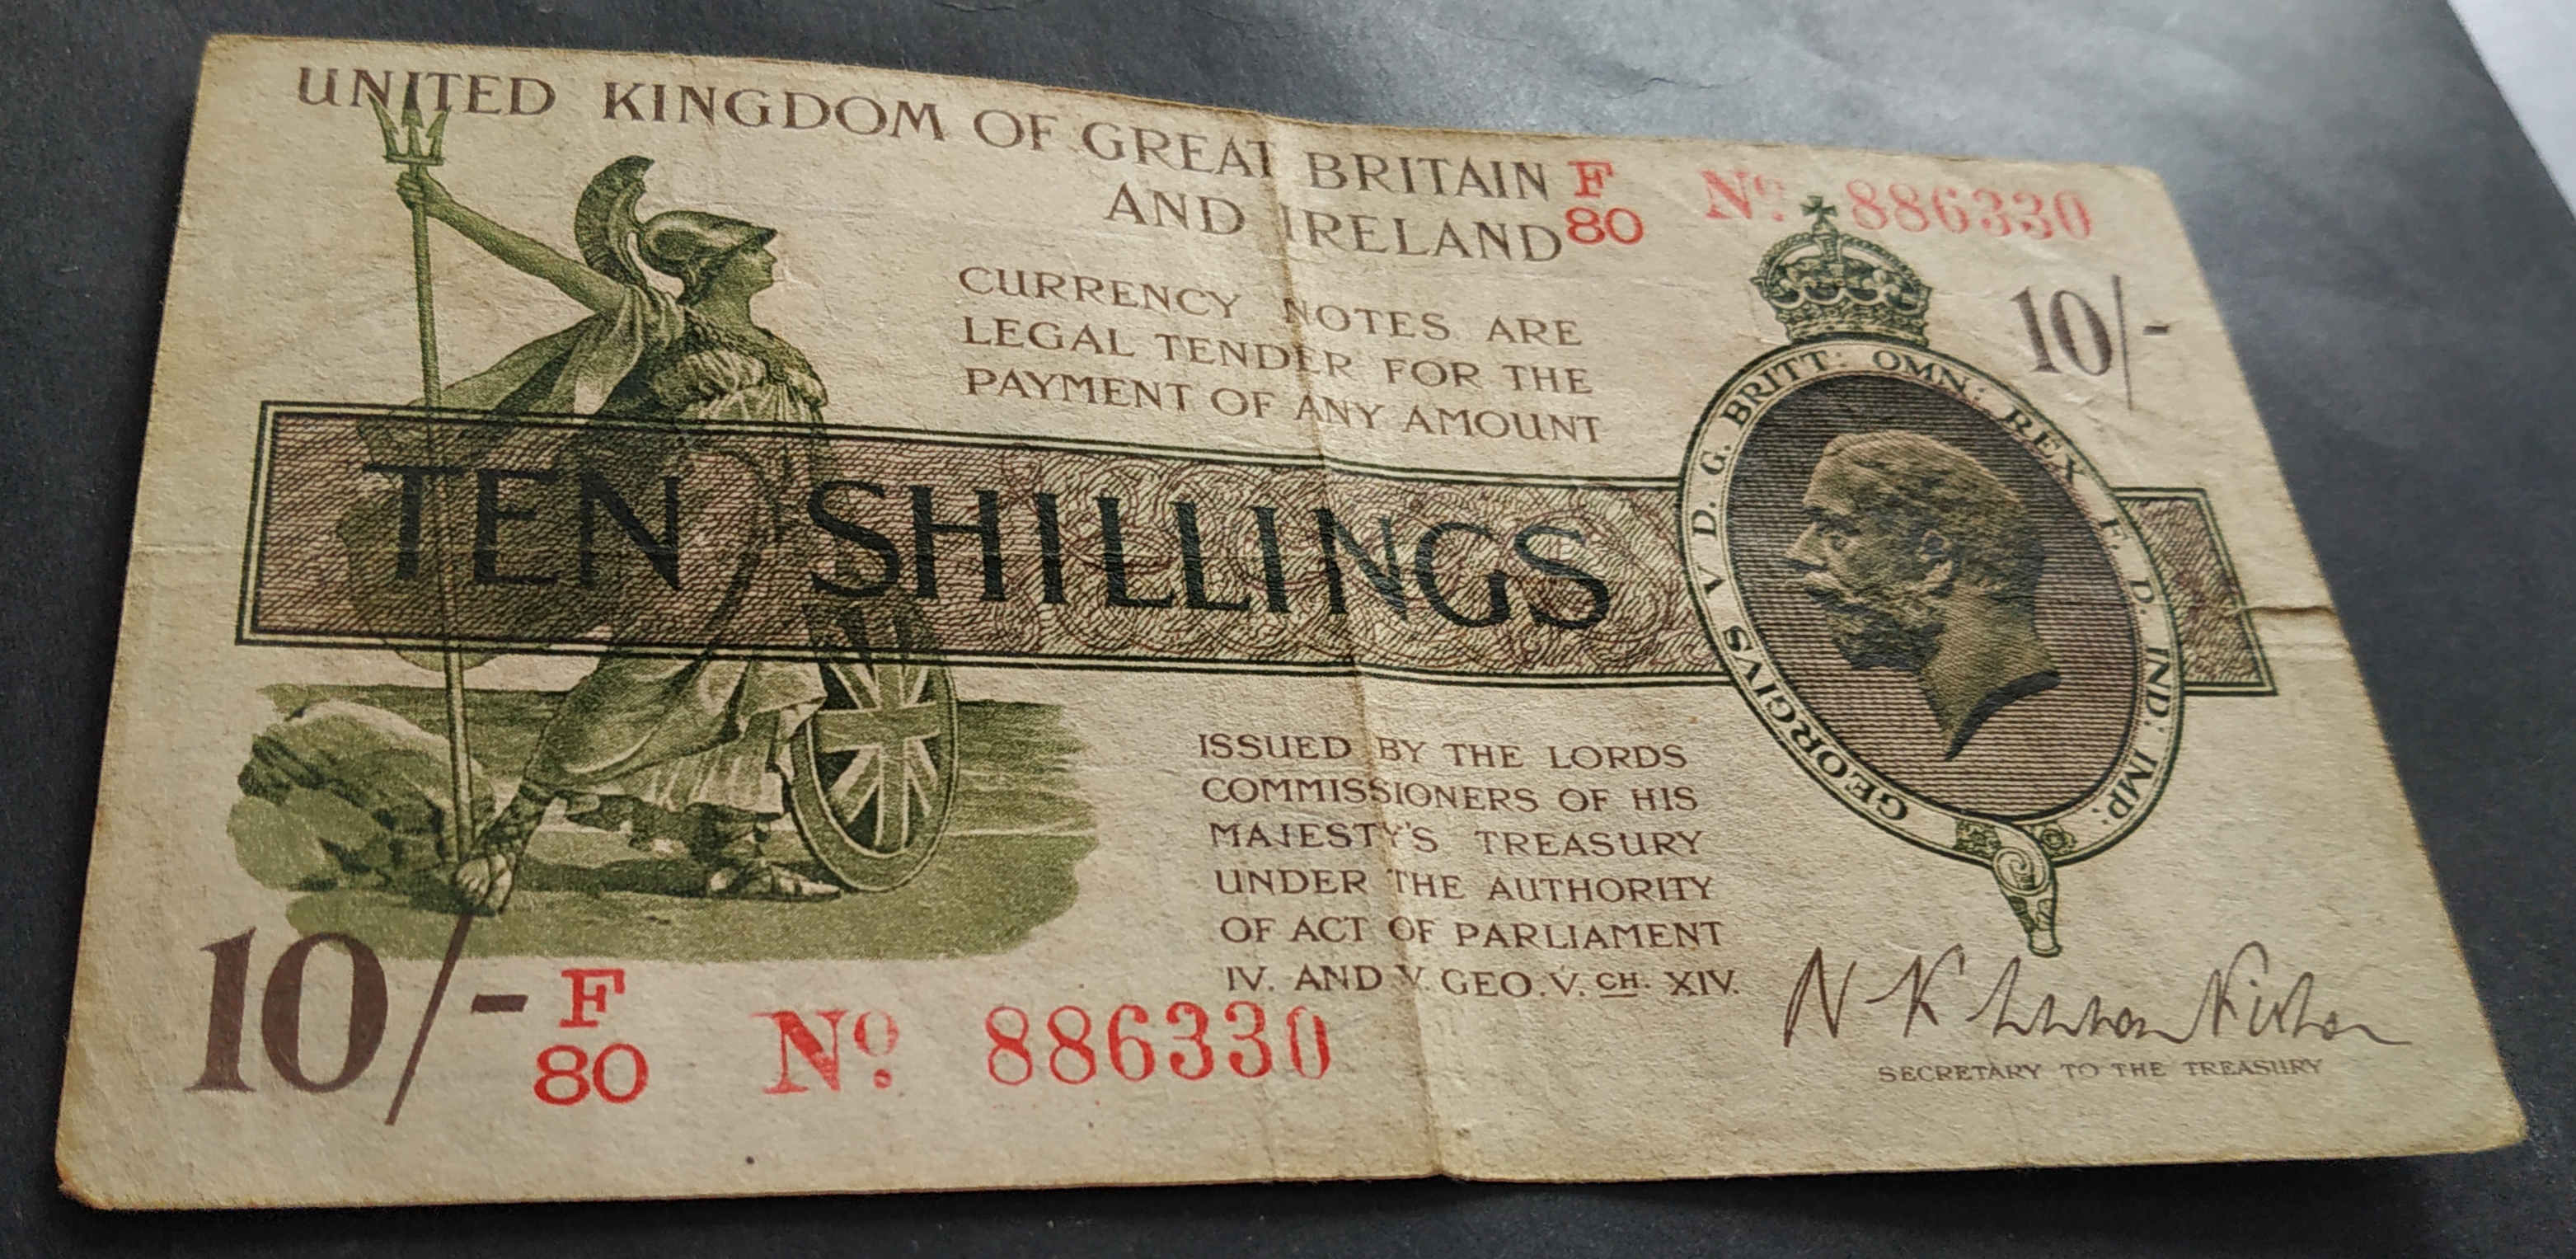 UNITED KINGDOM OF GREAT BRITAIN
AND IRELAND
F
80
No. 886330
CURRENCY NOTES ARE
LEGAL TENDER FOR THE
PAYMENT OF ANY AMOUNT
10/-
TEN SHILLINGS
GEORGIVS V D. G. BRITT: OMN: REX F. D. IND: IMP:
ISSUED BY THE LORDS
COMMISSIONERS OF HIS
MAJESTY'S TREASURY
UNDER THE AUTHORITY
OF ACT OF PARLIAMENT
IV. AND V. GEO. V. CH. XIV.
10/-
F
80
No. 886330
N K Warren Fisher
SECRETARY TO THE TREASURY